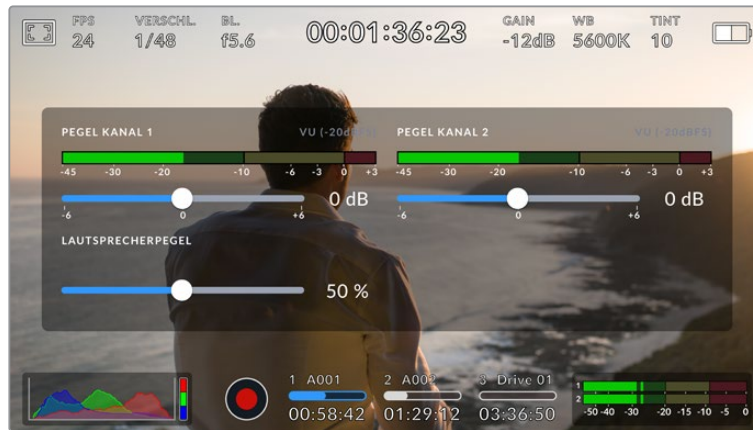 FPS VERSCHL. BL. 00:01:36:23 GAIN WB TINT
24 1/48 f5.6 -12dB 5600K 10
PEGEL KANAL 1 VU (-20dBFS) PEGEL KANAL 2 VU (-20dBFS)
-45 -30 -20 -10 -6 -3 0 +3 -45 -30 -20 -10 -6 -3 0 +3
0 dB 0 dB
-6 0 +6 -6 0 +6
LAUTSPRECHERPEGEL
50 %
1 A001 2 A002 3 Drive 01
00:58:42 01:29:12 03:36:50
1
2
-50 -40 -30 -20 -15 -10 -5 0